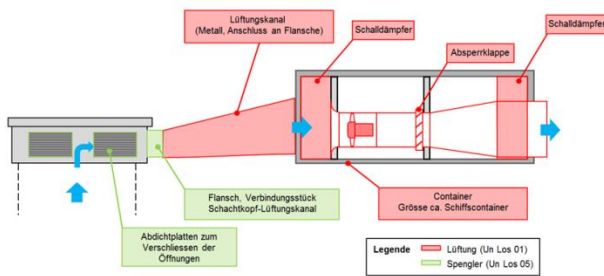 Lüftungskanal
(Metall, Anschluss an Flansche)
Schalldämpfer
Schalldämpfer
Absperrklappe
Flansch, Verbindungsstück
Schachtkopf-Lüftungskanal
Container
Grösse ca. Schiffscontainer
Abdichtplatten zum
Verschliessen der
Öffnungen
Legende
Lüftung (Un Los 01)
Spengler (Un Los 05)